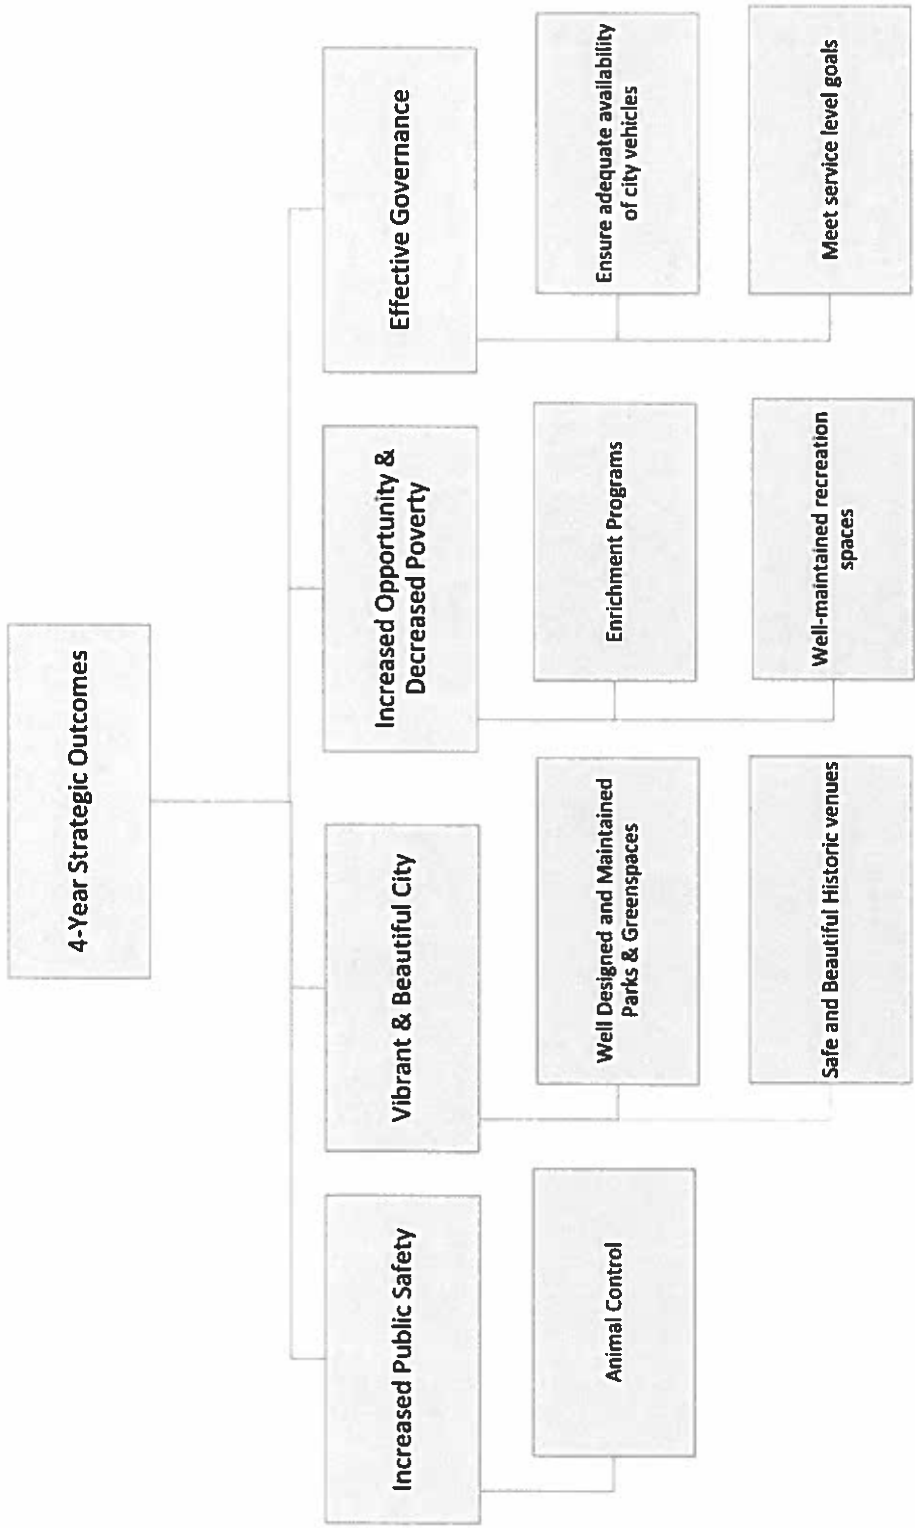 4-Year Strategic Outcomes
Increased Public Safety
Vibrant & Beautiful City
Increased Opportunity &
Decreased Poverty
Effective Governance
Animal Control
Well Designed and Maintained
Parks & Greenspaces
Enrichment Programs
Ensure adequate availability
of city vehicles
Safe and Beautiful Historic venues
Well-maintained recreation
spaces
Meet service level goals